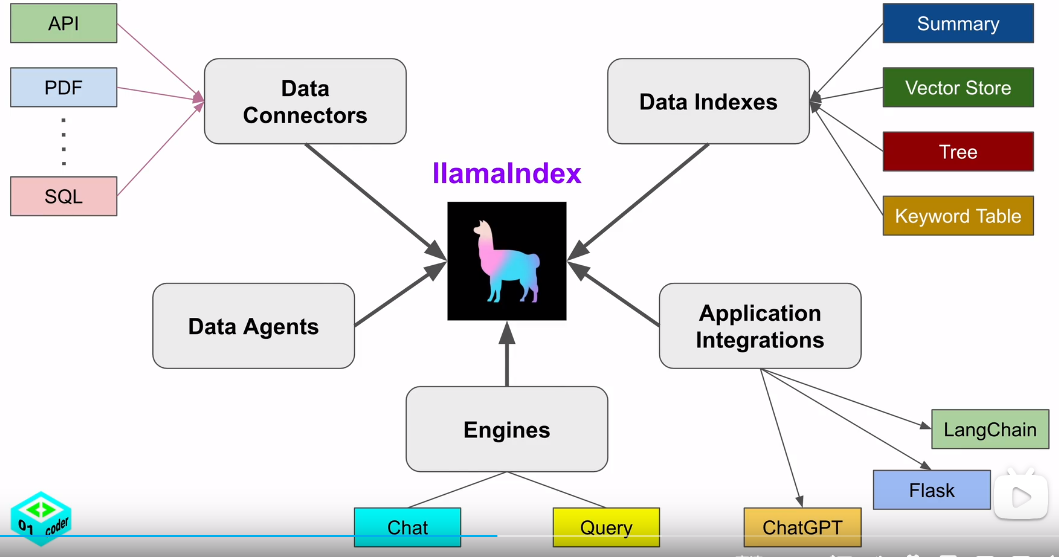 API
Summary
PDF
Data
Connectors
Data Indexes
Vector Store
Tree
llamaIndex
SQL
Keyword Table
Data Agents
Application
Integrations
Engines
LangChain
Flask
Chat
Query
ChatGPT
01 coder